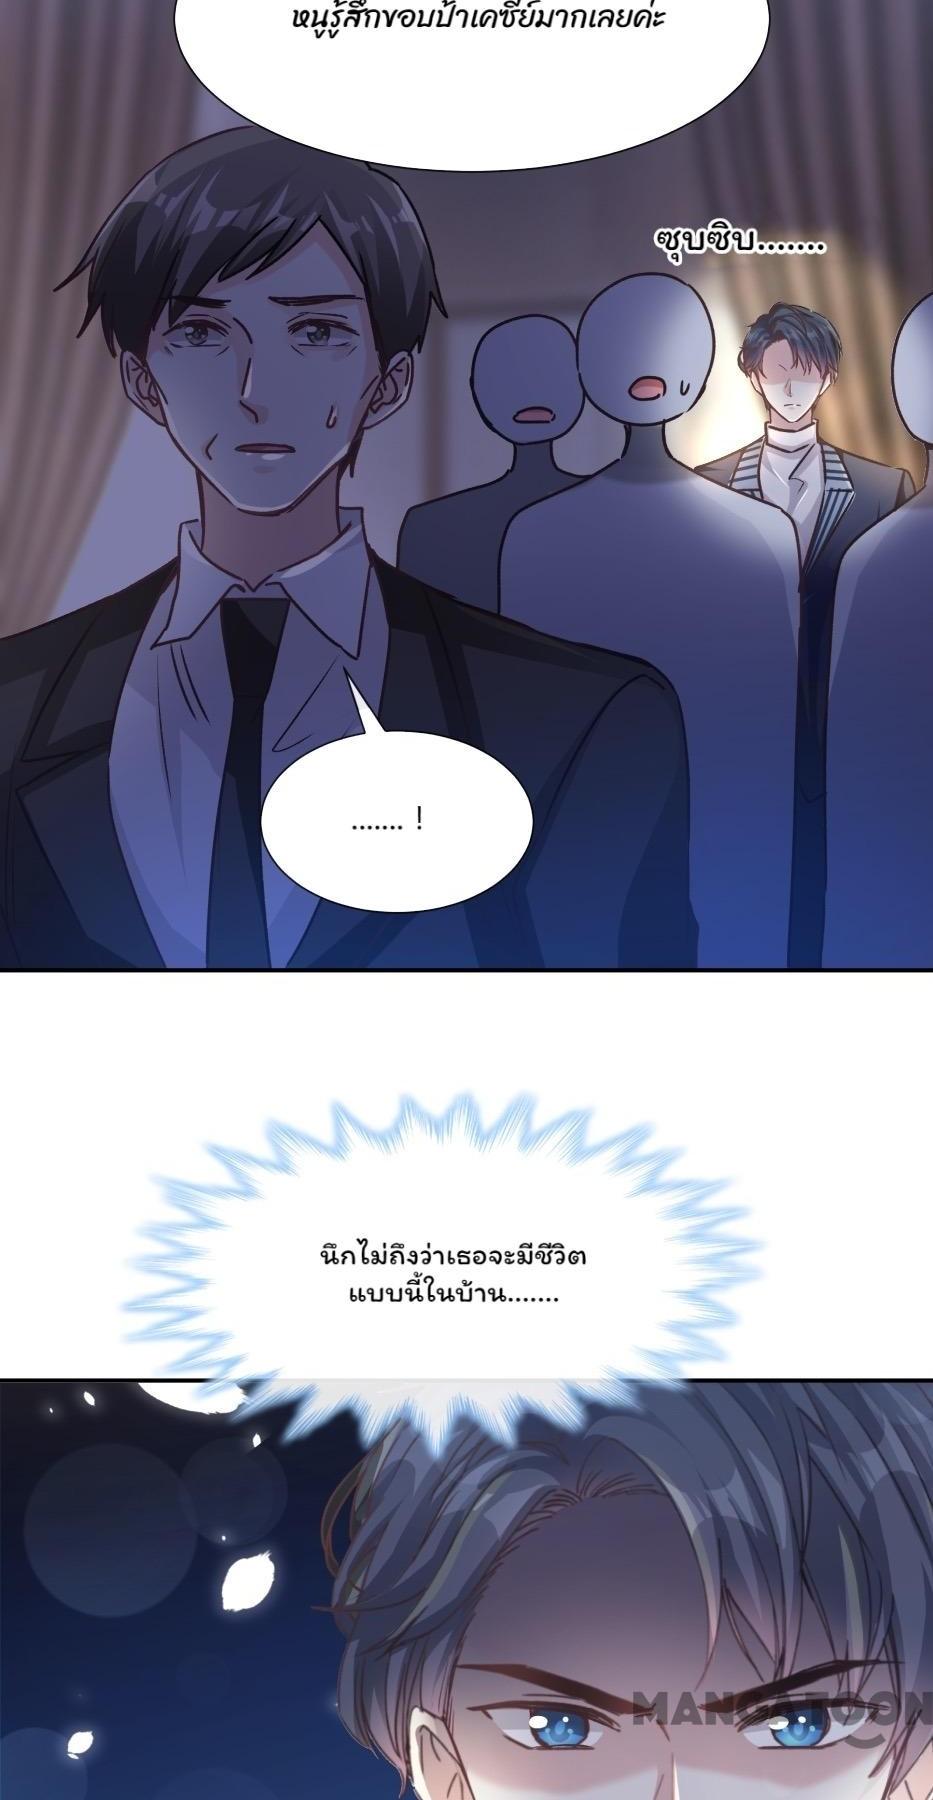 หนูรู้สึกขอบป้าเคซีย์มากเลยค่ะ
ซุบซิบ.......
....... !
นึกไม่ถึงว่าเธอจะมีชีวิต
แบบนี้ในบ้าน.......
MANGATOON